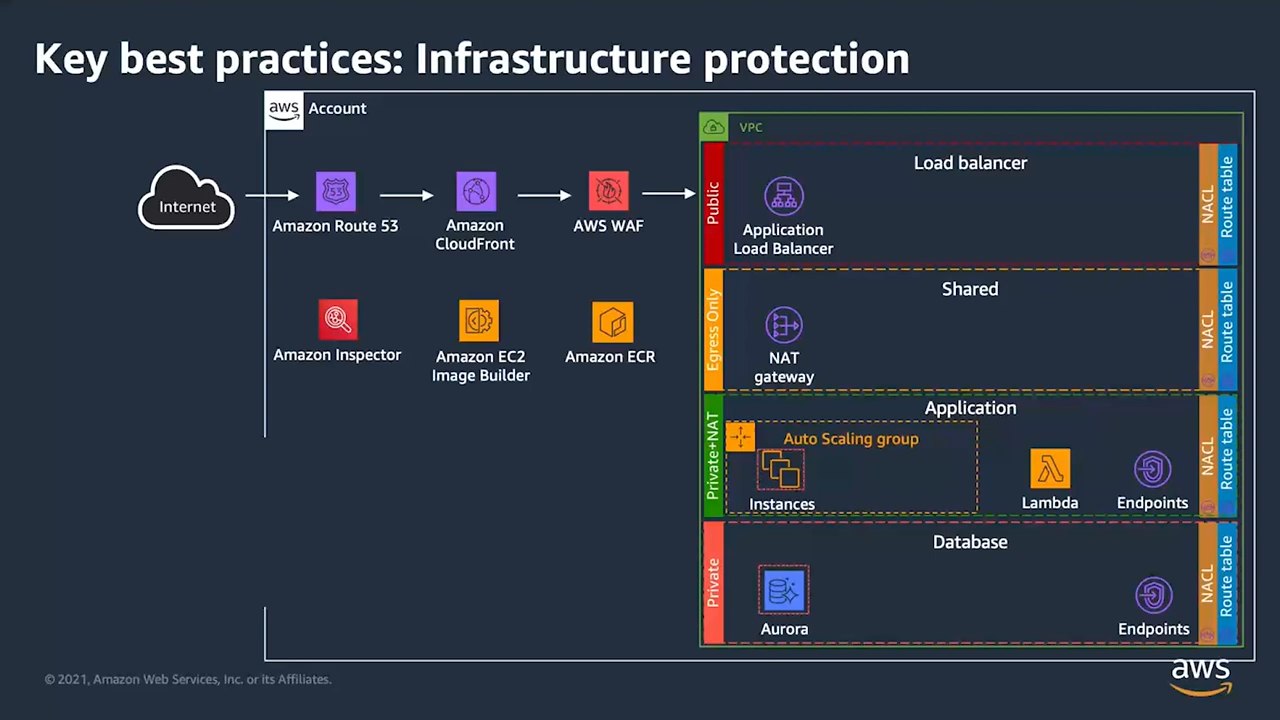 Key best practices: Infrastructure protection
aws
Account
VPC
Internet
53
Amazon Route 53
Amazon
CloudFront
AWS WAF
Public
Load balancer
Application
Load Balancer
NACL
Route table
Amazon Inspector
Amazon EC2
Image Builder
Amazon ECR
Egress Only
Shared
NAT
gateway
NACL
Route table
Private+NAT
Application
Auto Scaling group
Instances
Lambda
Endpoints
NACL
Route table
Private
Database
Aurora
Endpoints
NACL
Route table
© 2021, Amazon Web Services, Inc. or its Affiliates.
aws